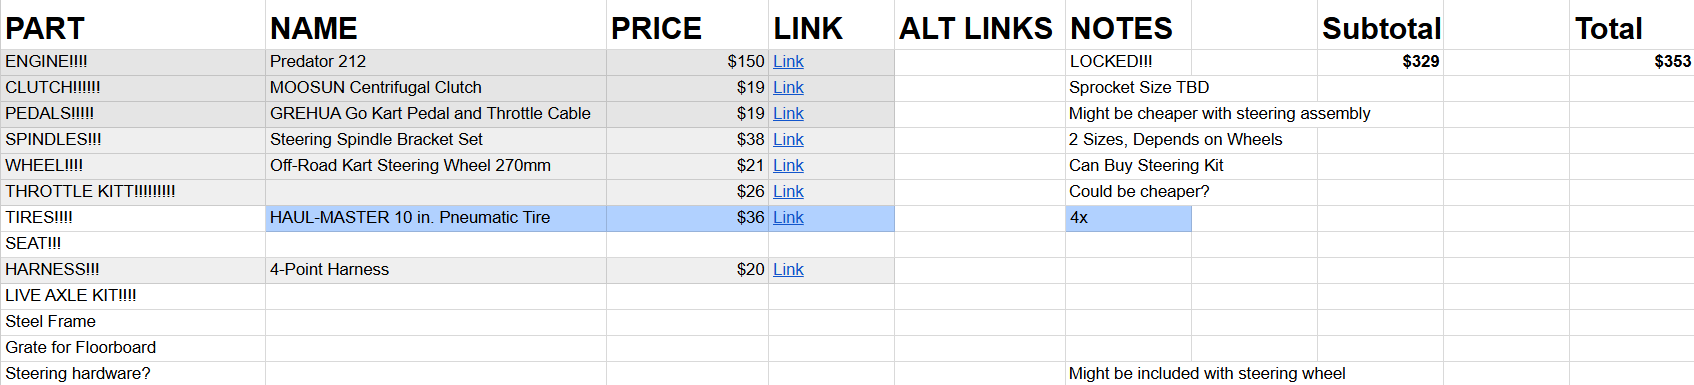 PART NAME PRICE LINK ALT LINKS NOTES Subtotal Total
ENGINE!!!! Predator 212 $150 Link LOCKED!!! $329 $353
CLUTCH!!!!!! MOOSUN Centrifugal Clutch $19 Link Sprocket Size TBD
PEDALS!!!!! GREHUA Go Kart Pedal and Throttle Cable $19 Link Might be cheaper with steering assembly
SPINDLES!!! Steering Spindle Bracket Set $38 Link 2 Sizes, Depends on Wheels
WHEEL!!!! Off-Road Kart Steering Wheel 270mm $21 Link Can Buy Steering Kit
THROTTLE KITT!!!!!!!!! $26 Link Could be cheaper?
TIRES!!!! HAUL-MASTER 10 in. Pneumatic Tire $36 Link 4x
SEAT!!!
HARNESS!!! 4-Point Harness $20 Link
LIVE AXLE KIT!!!!
Steel Frame
Grate for Floorboard
Steering hardware? Might be included with steering wheel